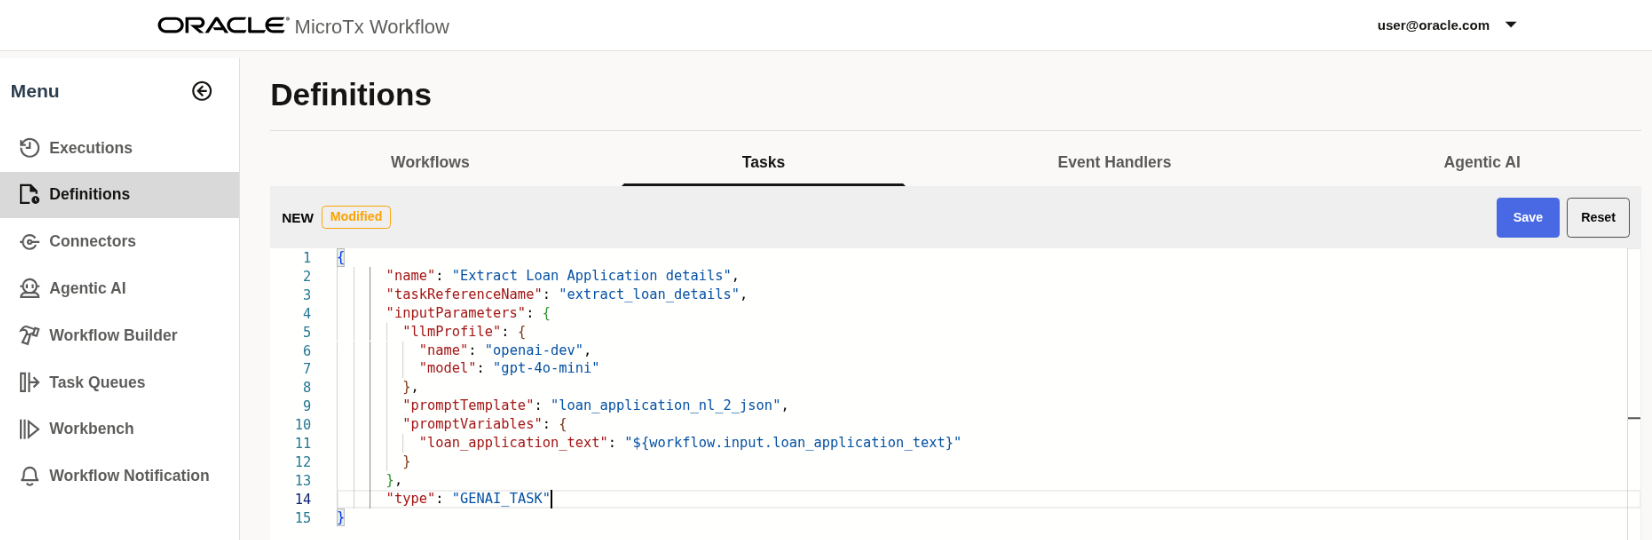 ORACLE® MicroTx Workflow
user@oracle.com
Menu
Executions
Definitions
Connectors
Agentic AI
Workflow Builder
Task Queues
Workbench
Workflow Notification
Definitions
Workflows Tasks Event Handlers Agentic AI
NEW Modified Save Reset
1 {
2 "name": "Extract Loan Application details",
3 "taskReferenceName": "extract_loan_details",
4 "inputParameters": {
5 "llmProfile": {
6 "name": "openai-dev",
7 "model": "gpt-4o-mini"
8 },
9 "promptTemplate": "loan_application_nl_2_json",
10 "promptVariables": {
11 "loan_application_text": "${workflow.input.loan_application_text}"
12 }
13 },
14 "type": "GENAI_TASK"
15 }